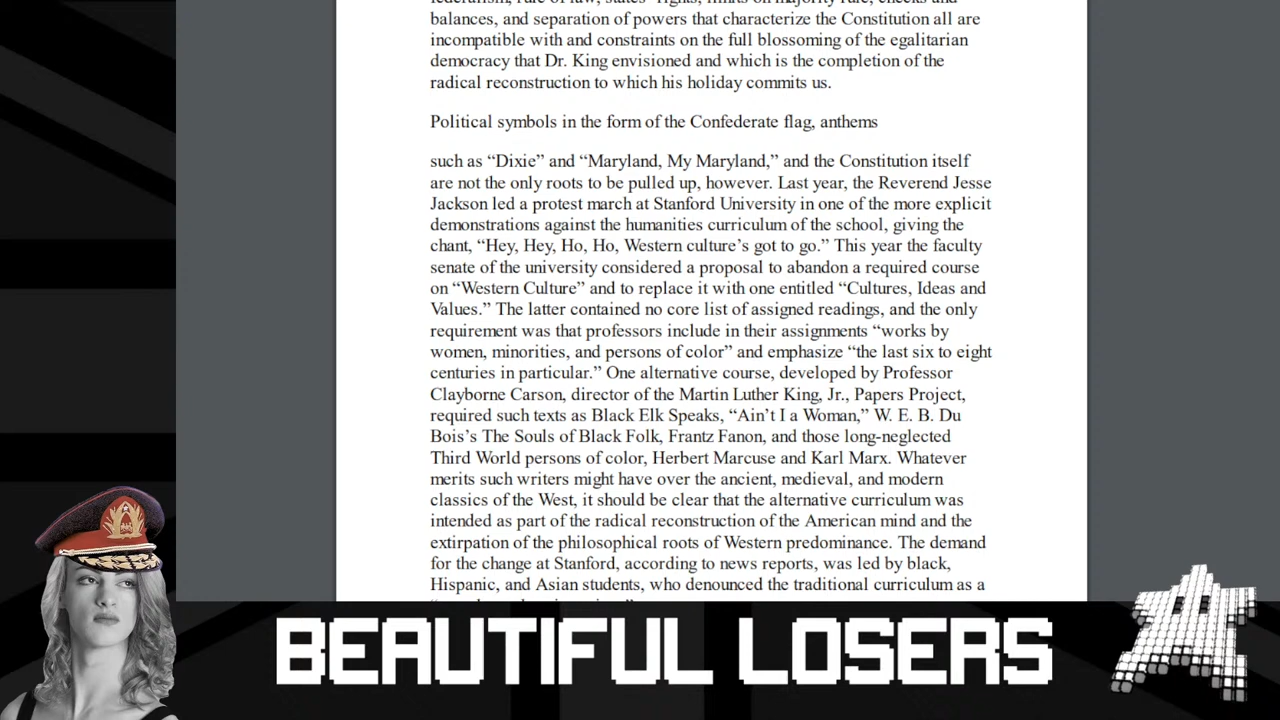 balances, and separation of powers that characterize the Constitution all are
incompatible with and constraints on the full blossoming of the egalitarian
democracy that Dr. King envisioned and which is the completion of the
radical reconstruction to which his holiday commits us.
Political symbols in the form of the Confederate flag, anthems
such as “Dixie” and “Maryland, My Maryland,” and the Constitution itself
are not the only roots to be pulled up, however. Last year, the Reverend Jesse
Jackson led a protest march at Stanford University in one of the more explicit
demonstrations against the humanities curriculum of the school, giving the
chant, “Hey, Hey, Ho, Ho, Western culture’s got to go.” This year the faculty
senate of the university considered a proposal to abandon a required course
on “Western Culture” and to replace it with one entitled “Cultures, Ideas and
Values.” The latter contained no core list of assigned readings, and the only
requirement was that professors include in their assignments “works by
women, minorities, and persons of color” and emphasize “the last six to eight
centuries in particular.” One alternative course, developed by Professor
Clayborne Carson, director of the Martin Luther King, Jr., Papers Project,
required such texts as Black Elk Speaks, “Ain’t I a Woman,” W. E. B. Du
Bois’s The Souls of Black Folk, Frantz Fanon, and those long-neglected
Third World persons of color, Herbert Marcuse and Karl Marx. Whatever
merits such writers might have over the ancient, medieval, and modern
classics of the West, it should be clear that the alternative curriculum was
intended as part of the radical reconstruction of the American mind and the
extirpation of the philosophical roots of Western predominance. The demand
for the change at Stanford, according to news reports, was led by black,
Hispanic, and Asian students, who denounced the traditional curriculum as a
BEAUTIFUL LOSERS